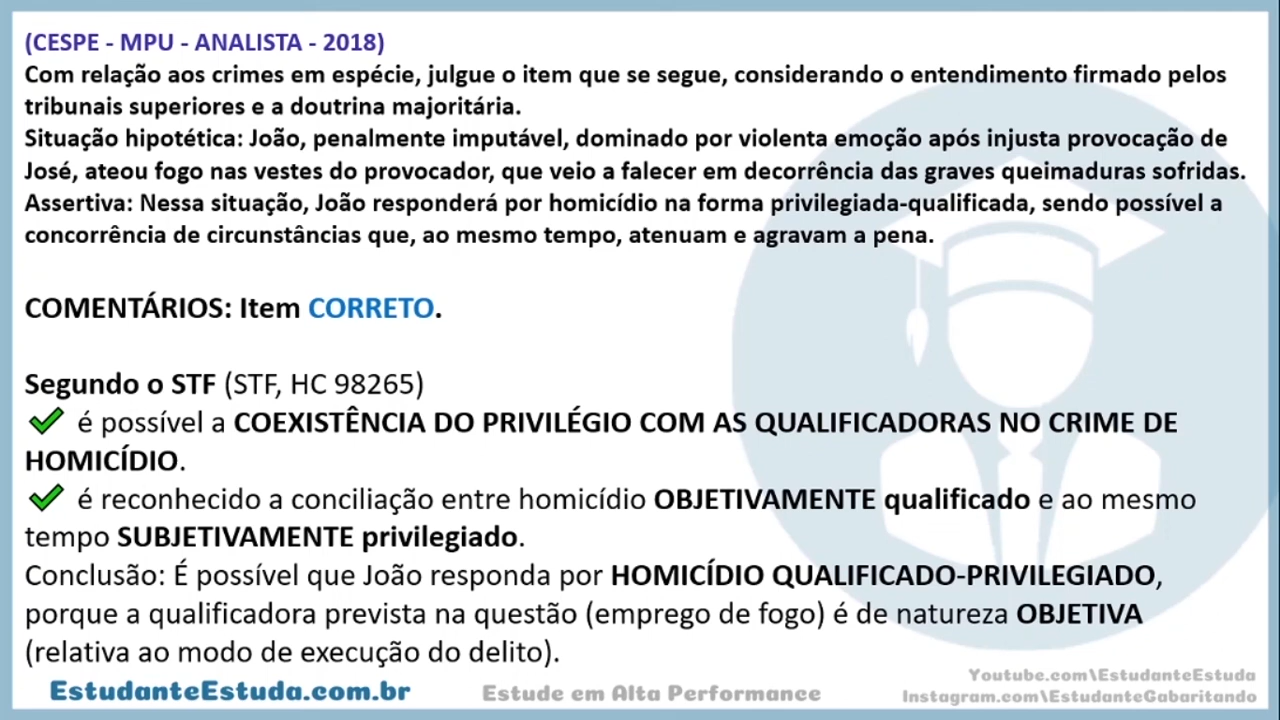 (CESPE - MPU - ANALISTA - 2018)
Com relação aos crimes em espécie, julgue o item que se segue, considerando o entendimento firmado pelos
tribunais superiores e a doutrina majoritária.
Situação hipotética: João, penalmente imputável, dominado por violenta emoção após injusta provocação de
José, ateou fogo nas vestes do provocador, que veio a falecer em decorrência das graves queimaduras sofridas.
Assertiva: Nessa situação, João responderá por homicídio na forma privilegiada-qualificada, sendo possível a
concorrência de circunstâncias que, ao mesmo tempo, atenuam e agravam a pena.
COMENTÁRIOS: Item CORRETO.
Segundo o STF (STF, HC 98265)
✔ é possível a COEXISTÊNCIA DO PRIVILÉGIO COM AS QUALIFICADORAS NO CRIME DE
HOMICÍDIO.
✔ é reconhecido a conciliação entre homicídio OBJETIVAMENTE qualificado e ao mesmo
tempo SUBJETIVAMENTE privilegiado.
Conclusão: É possível que João responda por HOMICÍDIO QUALIFICADO-PRIVILEGIADO,
porque a qualificadora prevista na questão (emprego de fogo) é de natureza OBJETIVA
(relativa ao modo de execução do delito).
EstudanteEstuda.com.br
Estude em Alta Performance
Youtube.com\EstudanteEstuda
Instagram.com\EstudanteGabaritando